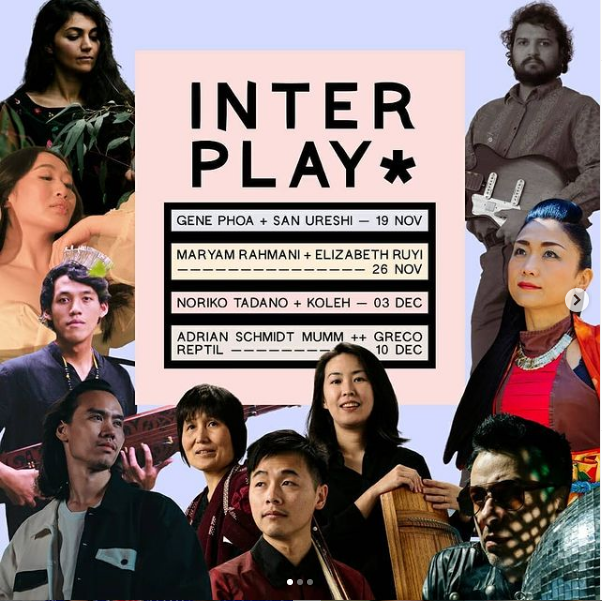 INTER
PLAY*
GENE PHOA + SAN URESHI — 19 NOV
MARYAM RAHMANI + ELIZABETH RUYI
— — — — — — — — — — — — — — — 26 NOV
NORIKO TADANO + KOLEH — 03 DEC
ADRIAN SCHMIDT MUMM ++ GRECO
REPTIL — — — — — — — — — 10 DEC